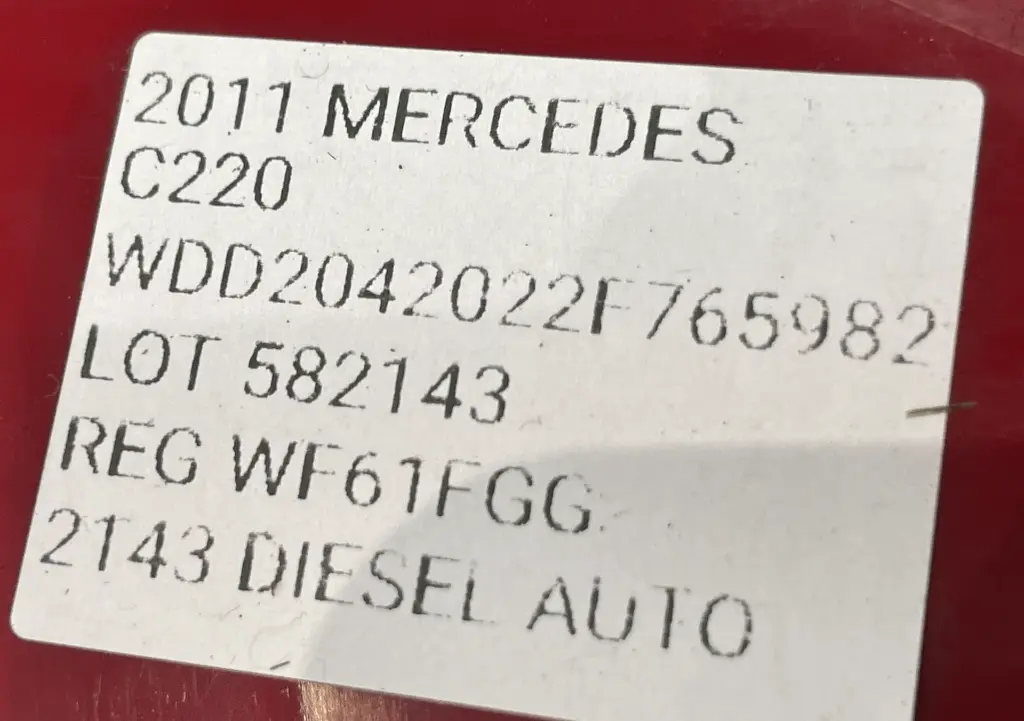 2011 MERCEDES
C220
WDD2042022F765982
LOT 582143
REG WF61FGG
2143 DIESEL AUTO